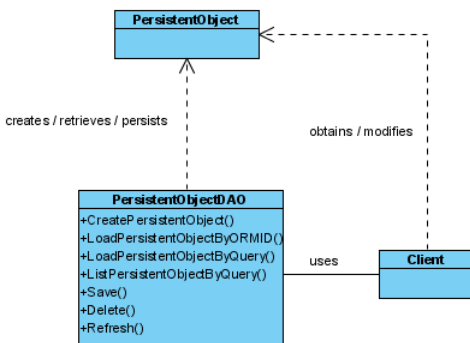 PersistentObject
creates / retrieves / persists
obtains / modifies
PersistentObjectDAO
+CreatePersistentObject()
+LoadPersistentObjectByORMID()
+LoadPersistentObjectByQuery()
+ListPersistentObjectByQuery()
+Save()
+Delete()
+Refresh()
uses
Client